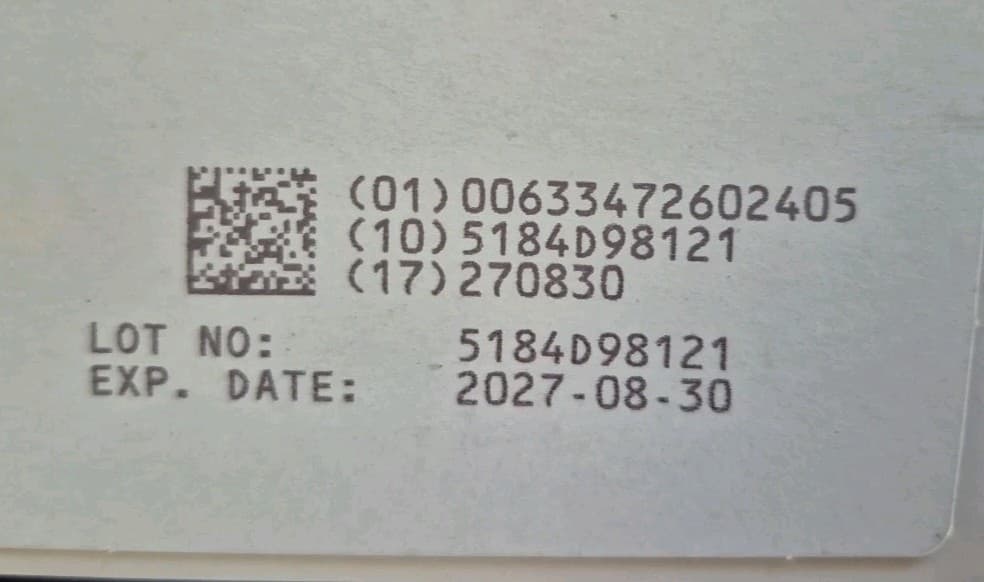 (01)00633472602405
(10)5184D98121
(17)270830
LOT NO: 5184D98121
EXP. DATE: 2027-08-30